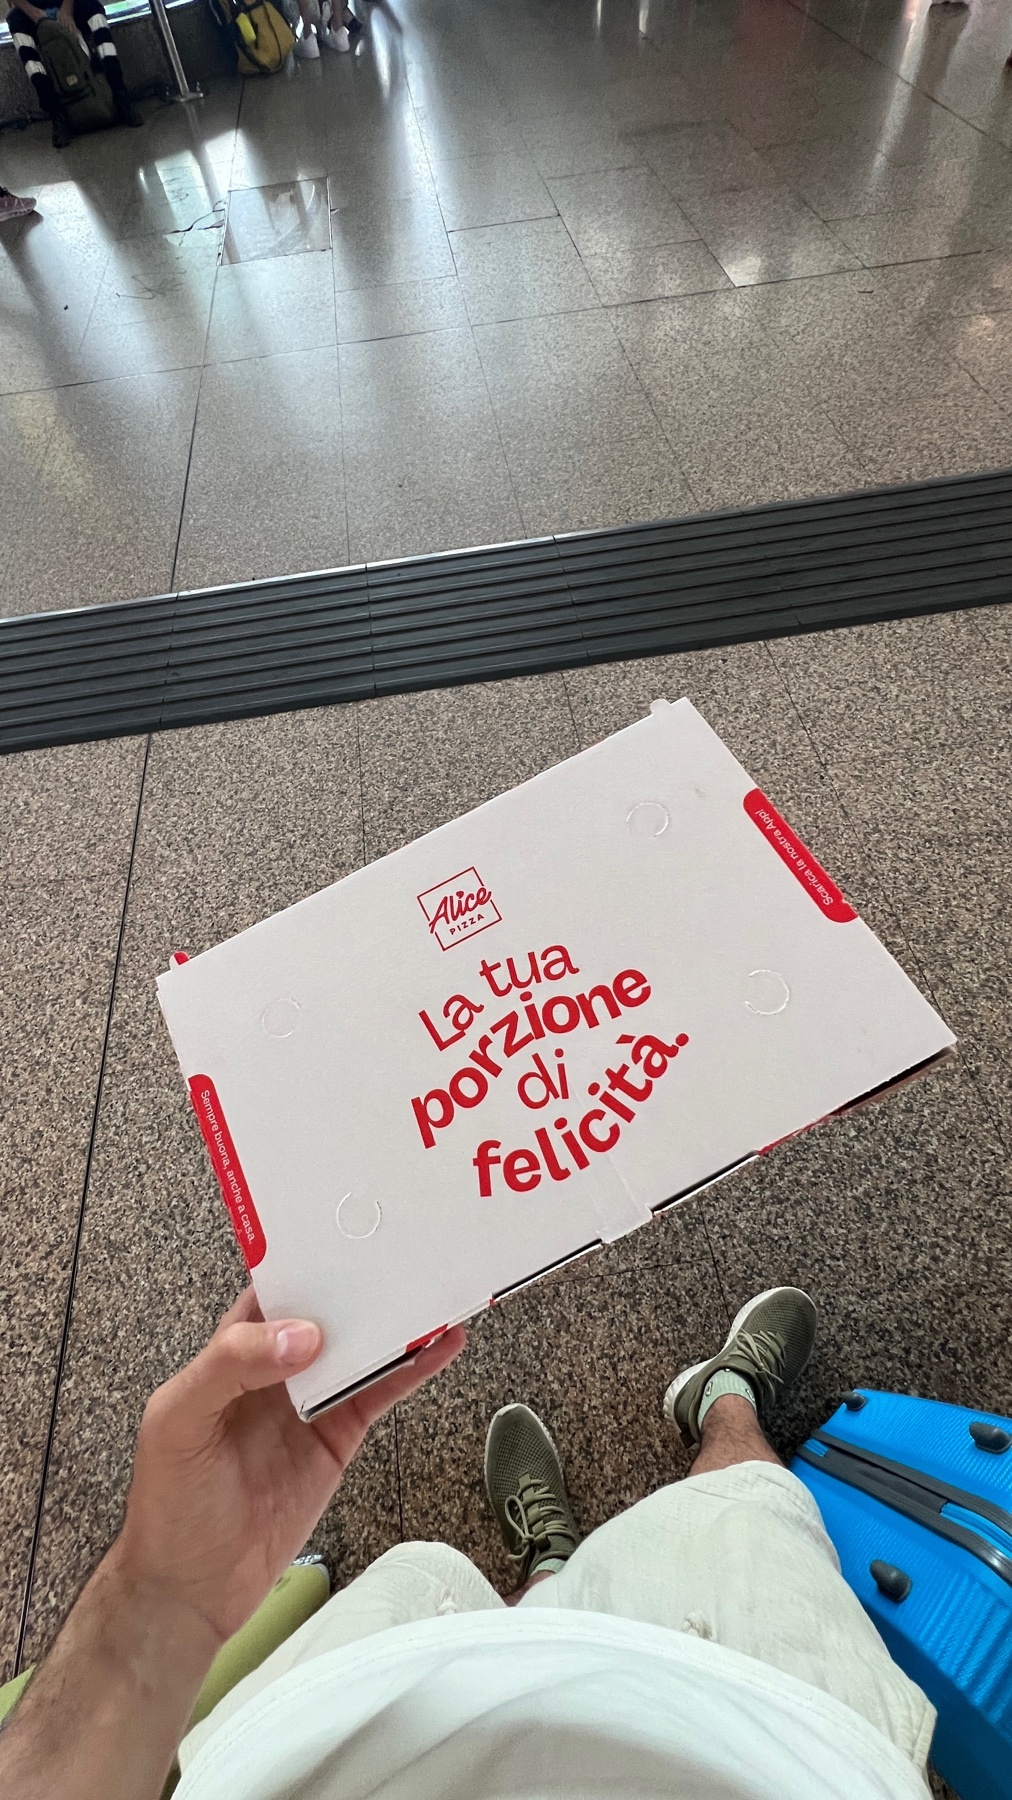 Alice
PIZZA
La tua
porzione
di
felicità.
Scarica la nostra App!
Sempre buona, anche a casa.